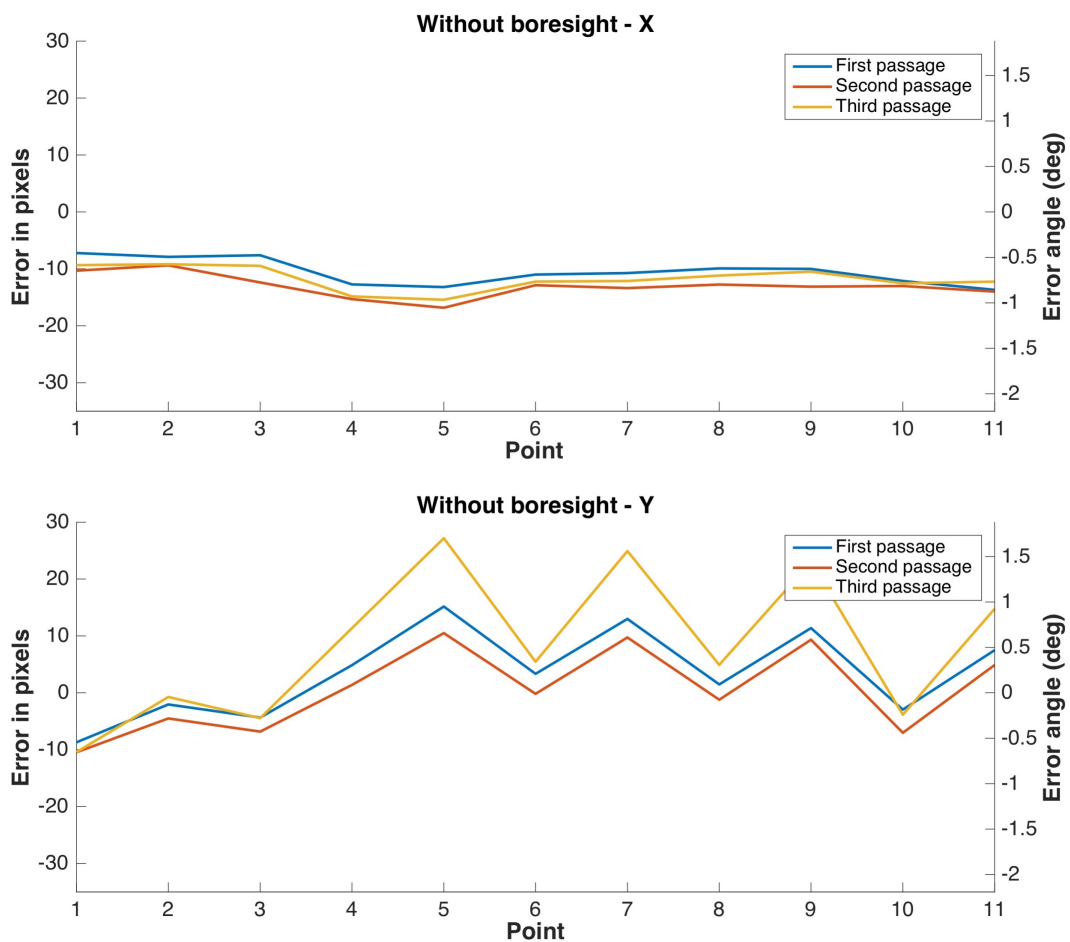 Without boresight - X
Error in pixels
30
20
10
0
-10
-20
-30
First passage
Second passage
Third passage
1.5
1
0.5
0
-0.5
-1
-1.5
-2
Error angle (deg)
1 2 3 4 5 6 7 8 9 10 11
Point
Without boresight - Y
Error in pixels
30
20
10
0
-10
-20
-30
First passage
Second passage
Third passage
1.5
1
0.5
0
-0.5
-1
-1.5
-2
Error angle (deg)
1 2 3 4 5 6 7 8 9 10 11
Point